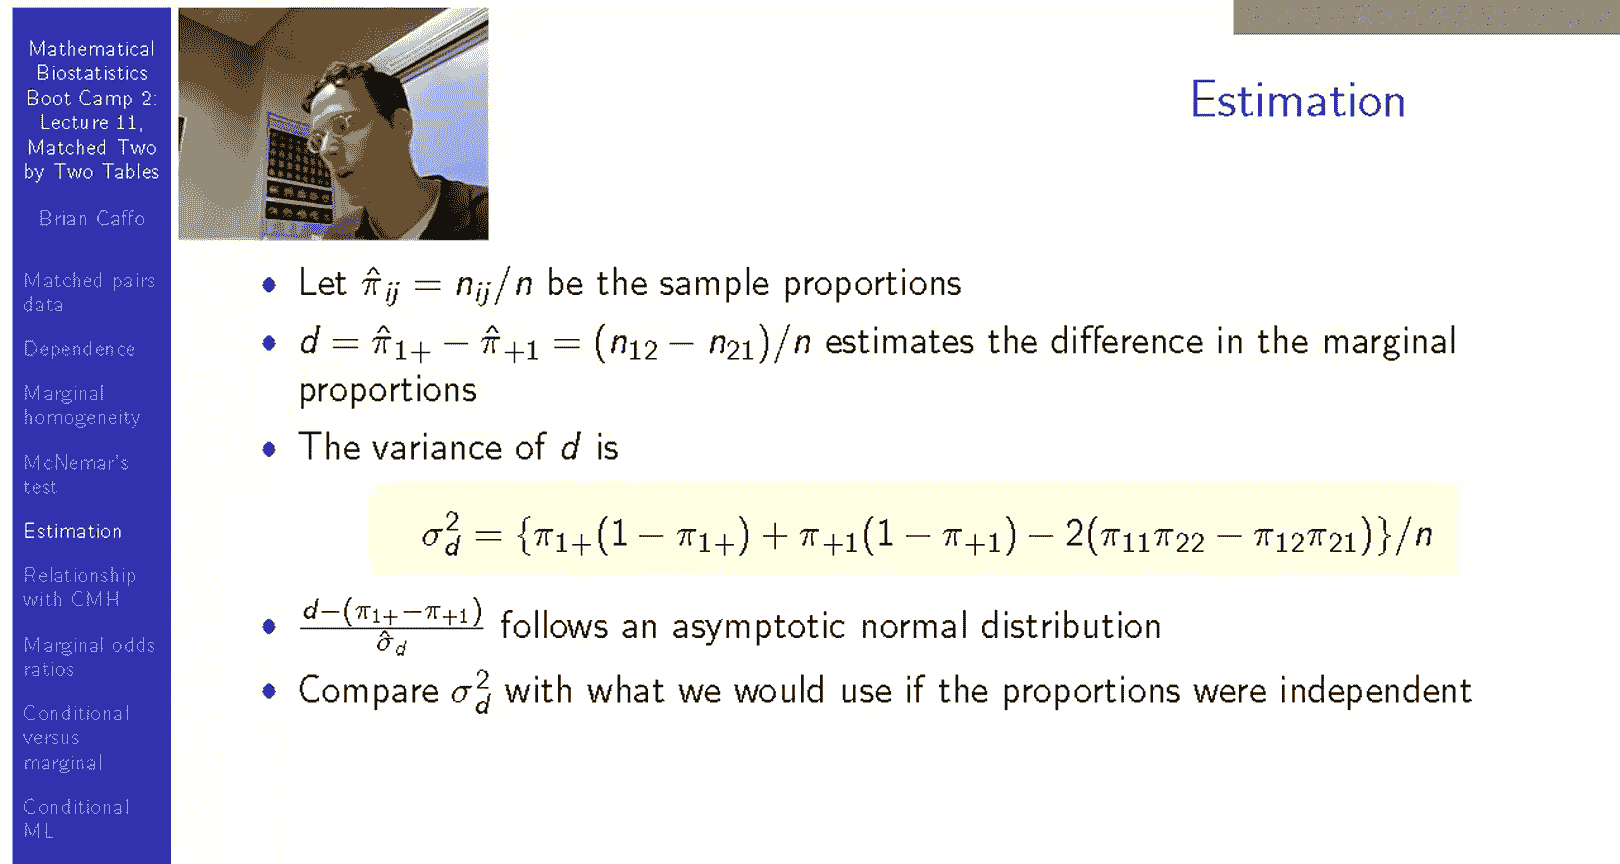 Mathematical
Biostatistics
Boot Camp 2:
Lecture 11,
Matched Two
by Two Tables
Brian Caffo
Matched pairs
data
Dependence
Marginal
homogeneity
McNemar's
test
Estimation
Relationship
with CMH
Marginal odds
ratios
Conditional
versus
marginal
Conditional
ML
Estimation
• Let π̂ᵢⱼ = nᵢⱼ/n be the sample proportions
• d = π̂₁₊ − π̂₊₁ = (n₁₂ − n₂₁)/n estimates the difference in the marginal
proportions
• The variance of d is
σ²_d = {π₁₊(1 − π₁₊) + π₊₁(1 − π₊₁) − 2(π₁₁π₂₂ − π₁₂π₂₁)}/n
• d−(π₁₊−π₊₁)/σ̂_d follows an asymptotic normal distribution
• Compare σ²_d with what we would use if the proportions were independent